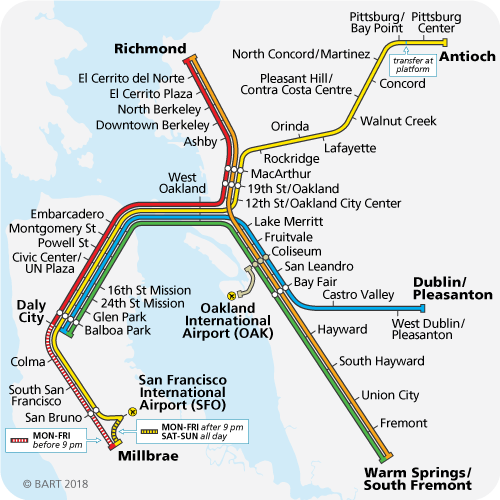 Pittsburg/
Bay Point
Pittsburg
Center
Richmond
North Concord/Martinez
Antioch
transfer at
platform
El Cerrito del Norte
Pleasant Hill/
Contra Costa Centre
Concord
El Cerrito Plaza
North Berkeley
Downtown Berkeley
Orinda
Walnut Creek
Ashby
Lafayette
Rockridge
West
Oakland
MacArthur
19th St/Oakland
12th St/Oakland City Center
Embarcadero
Montgomery St
Powell St
Civic Center/
UN Plaza
Lake Merritt
Fruitvale
Coliseum
San Leandro
Bay Fair
Castro Valley
Dublin/
Pleasanton
16th St Mission
24th St Mission
Glen Park
Balboa Park
Daly
City
Oakland
International
Airport (OAK)
West Dublin/
Pleasanton
Hayward
Colma
South Hayward
South San
Francisco
San Francisco
International
Airport (SFO)
Union City
San Bruno
Fremont
MON-FRI
before 9 pm
MON-FRI after 9 pm
SAT-SUN all day
Millbrae
Warm Springs/
South Fremont
© BART 2018